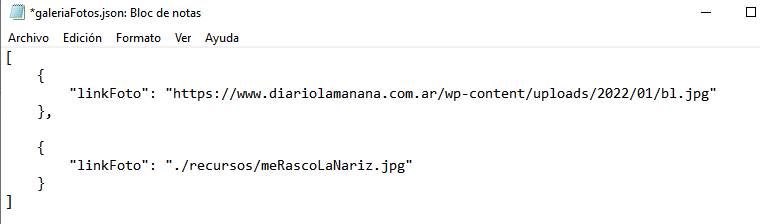 *galeriaFotos.json: Bloc de notas
Archivo Edición Formato Ver Ayuda
[
{
"linkFoto": "https://www.diariolamanana.com.ar/wp-content/uploads/2022/01/bl.jpg"
},
{
"linkFoto": "./recursos/meRascoLaNariz.jpg"
}
]